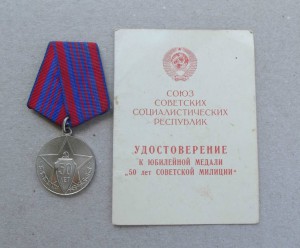 СОЮЗ
СОВЕТСКИХ
СОЦИАЛИСТИЧЕСКИХ
РЕСПУБЛИК
УДОСТОВЕРЕНИЕ
К ЮБИЛЕЙНОЙ МЕДАЛИ
"50 лет СОВЕТСКОЙ МИЛИЦИИ"